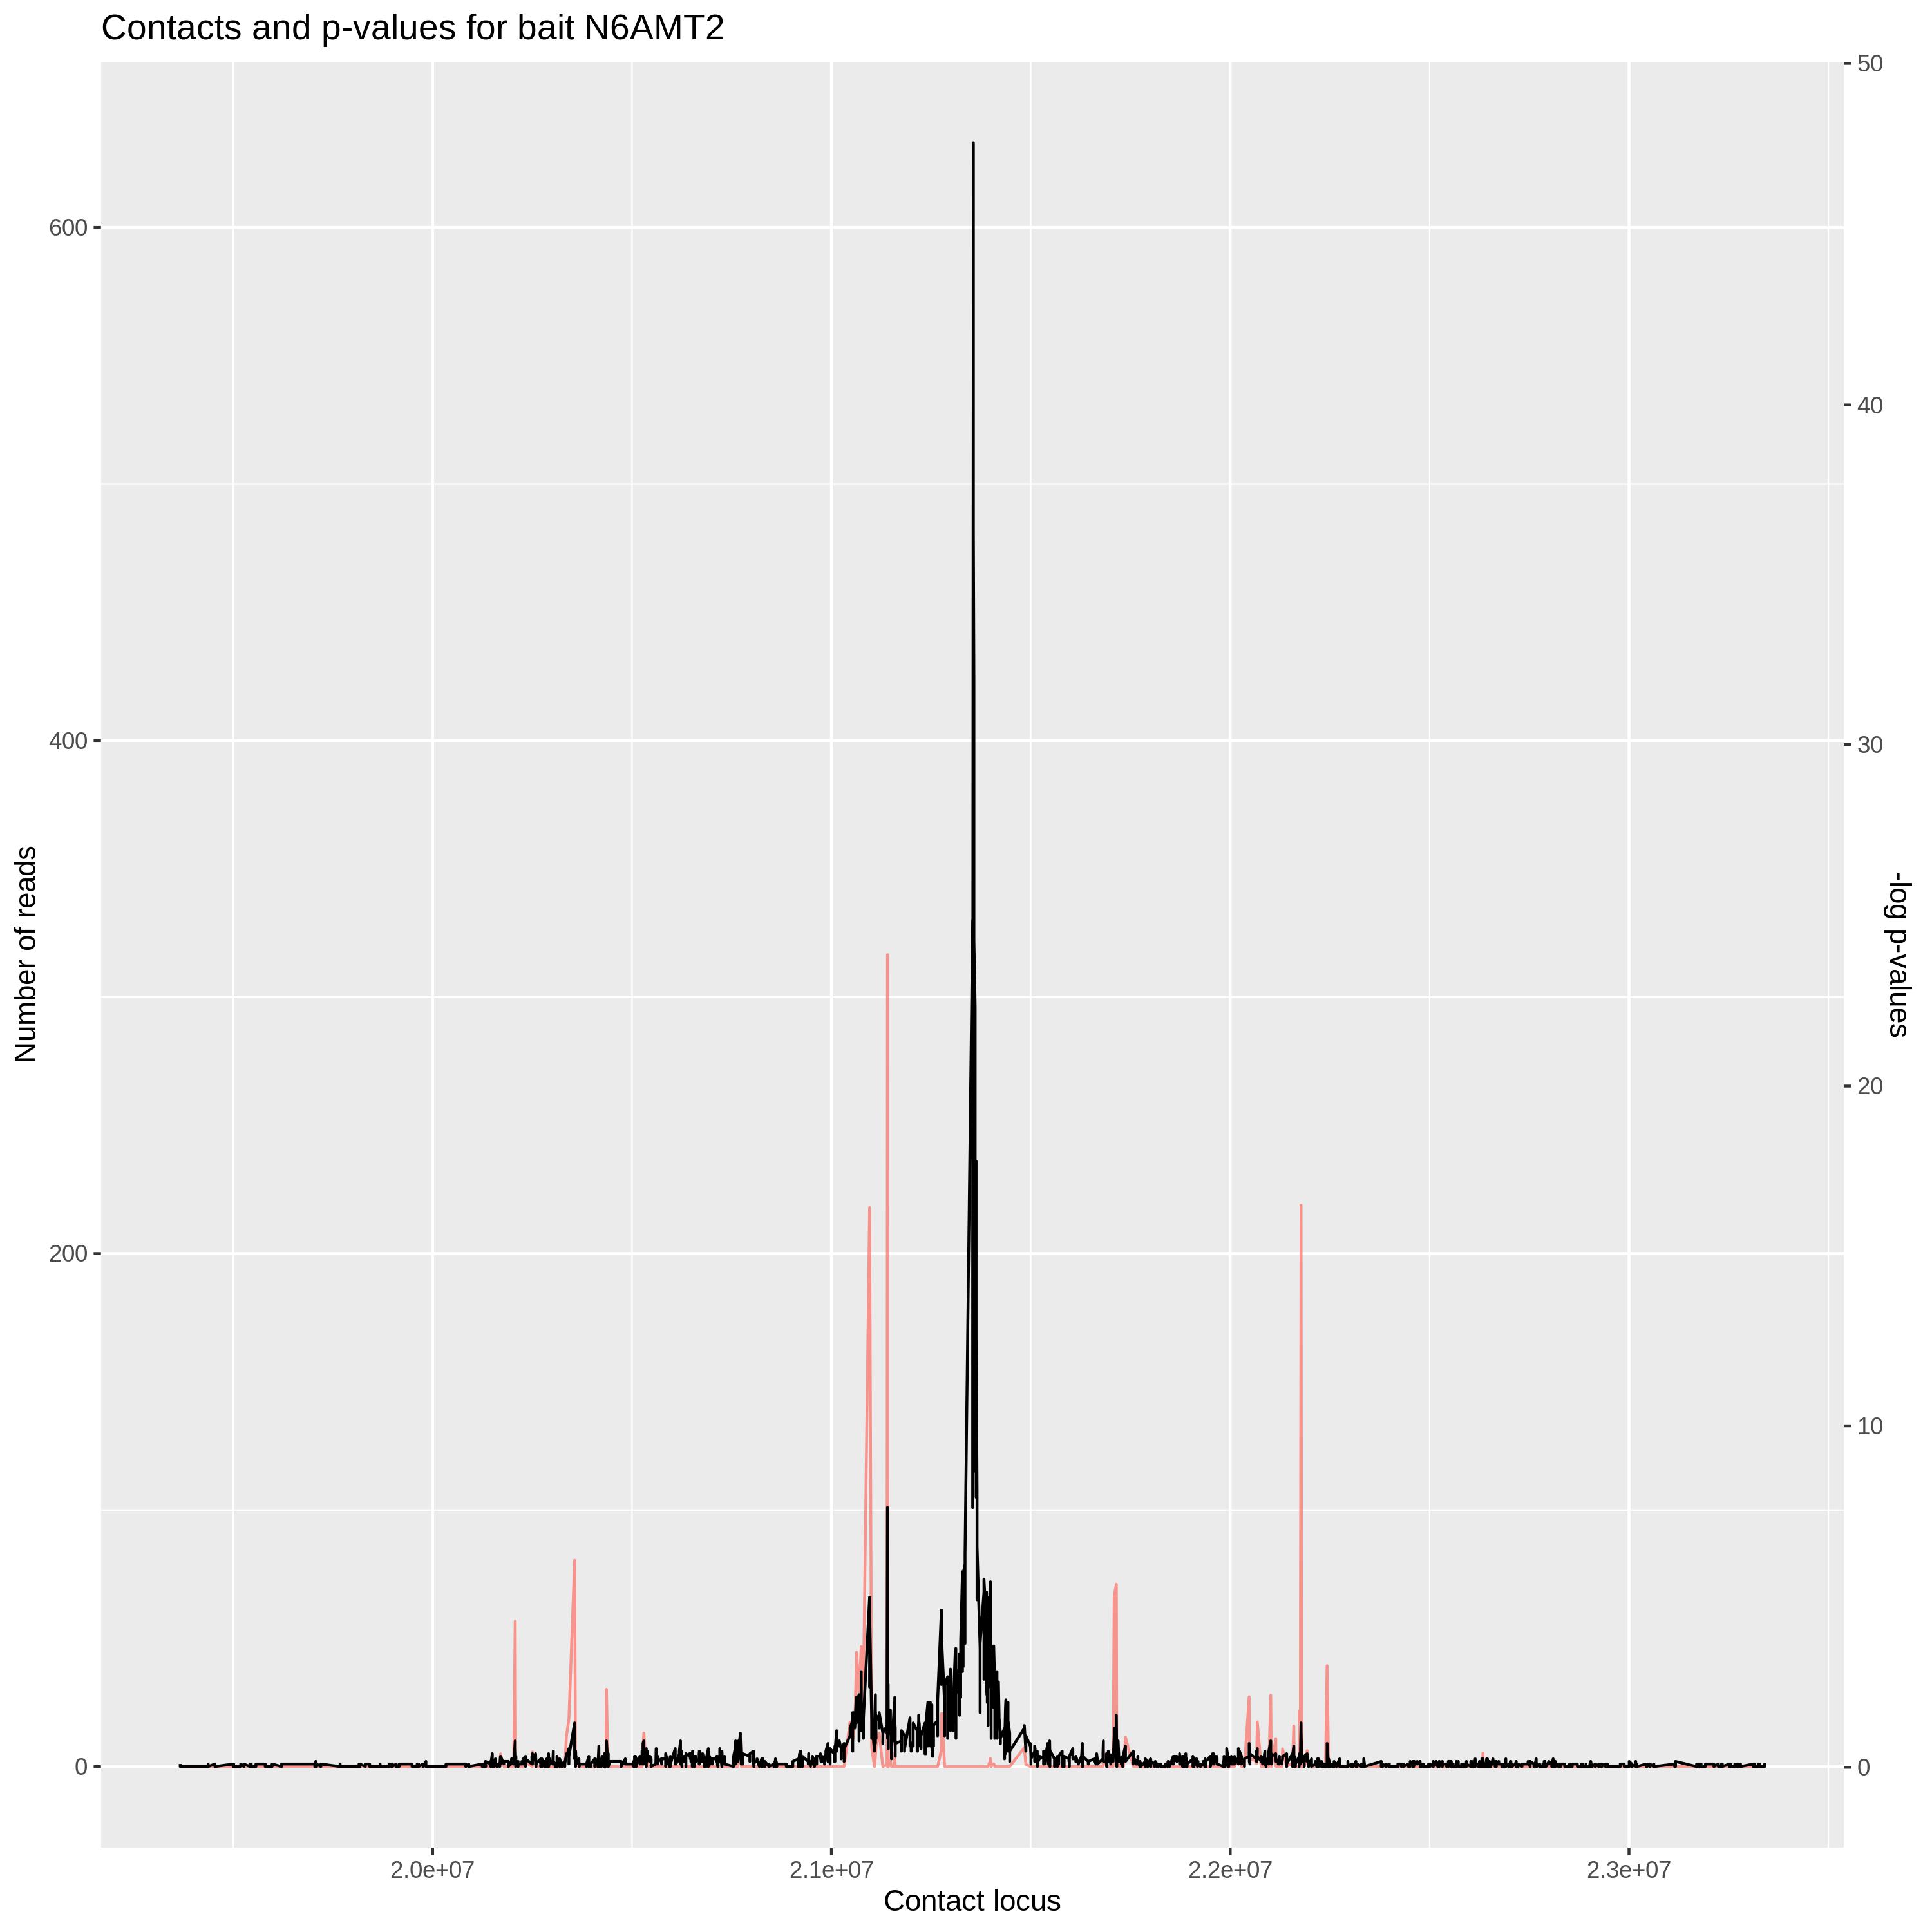 Contacts and p-values for bait N6AMT2
Number of reads
600
400
200
0
50
40
30
20
10
0
-log p-values
2.0e+07
2.1e+07
2.2e+07
2.3e+07
Contact locus